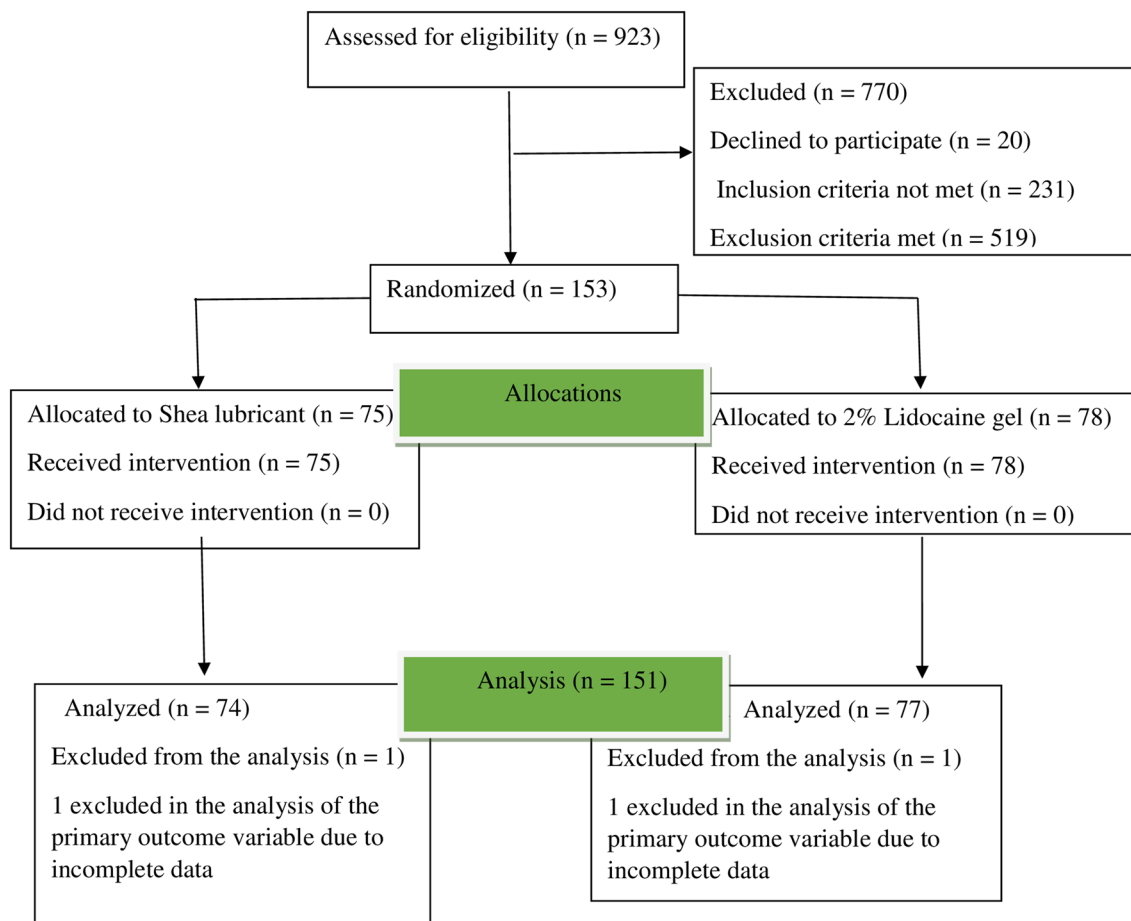 Assessed for eligibility (n = 923)
Excluded (n = 770)
Declined to participate (n = 20)
Inclusion criteria not met (n = 231)
Exclusion criteria met (n = 519)
Randomized (n = 153)
Allocations
Allocated to Shea lubricant (n = 75)
Received intervention (n = 75)
Did not receive intervention (n = 0)
Allocated to 2% Lidocaine gel (n = 78)
Received intervention (n = 78)
Did not receive intervention (n = 0)
Analysis (n = 151)
Analyzed (n = 74)
Excluded from the analysis (n = 1)
1 excluded in the analysis of the
primary outcome variable due to
incomplete data
Analyzed (n = 77)
Excluded from the analysis (n = 1)
1 excluded in the analysis of the
primary outcome variable due to
incomplete data